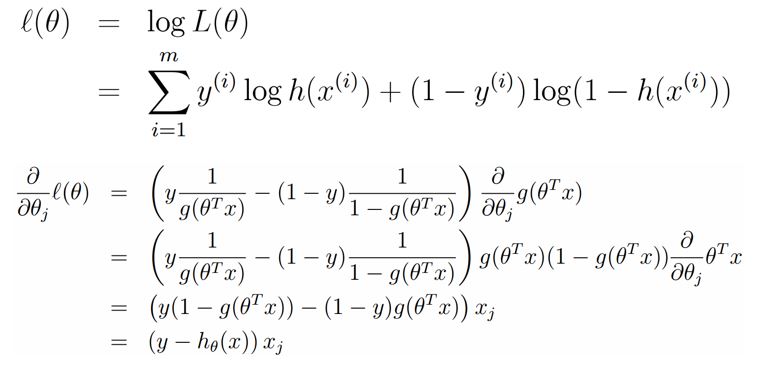 ℓ(θ) = log L(θ)
= ∑_{i=1}^{m} y^{(i)} log h(x^{(i)}) + (1 − y^{(i)}) log(1 − h(x^{(i)}))
∂/∂θ_j ℓ(θ) = (y 1/g(θ^T x) − (1 − y) 1/(1 − g(θ^T x))) ∂/∂θ_j g(θ^T x)
= (y 1/g(θ^T x) − (1 − y) 1/(1 − g(θ^T x))) g(θ^T x)(1 − g(θ^T x)) ∂/∂θ_j θ^T x
= (y(1 − g(θ^T x)) − (1 − y)g(θ^T x)) x_j
= (y − h_θ(x)) x_j